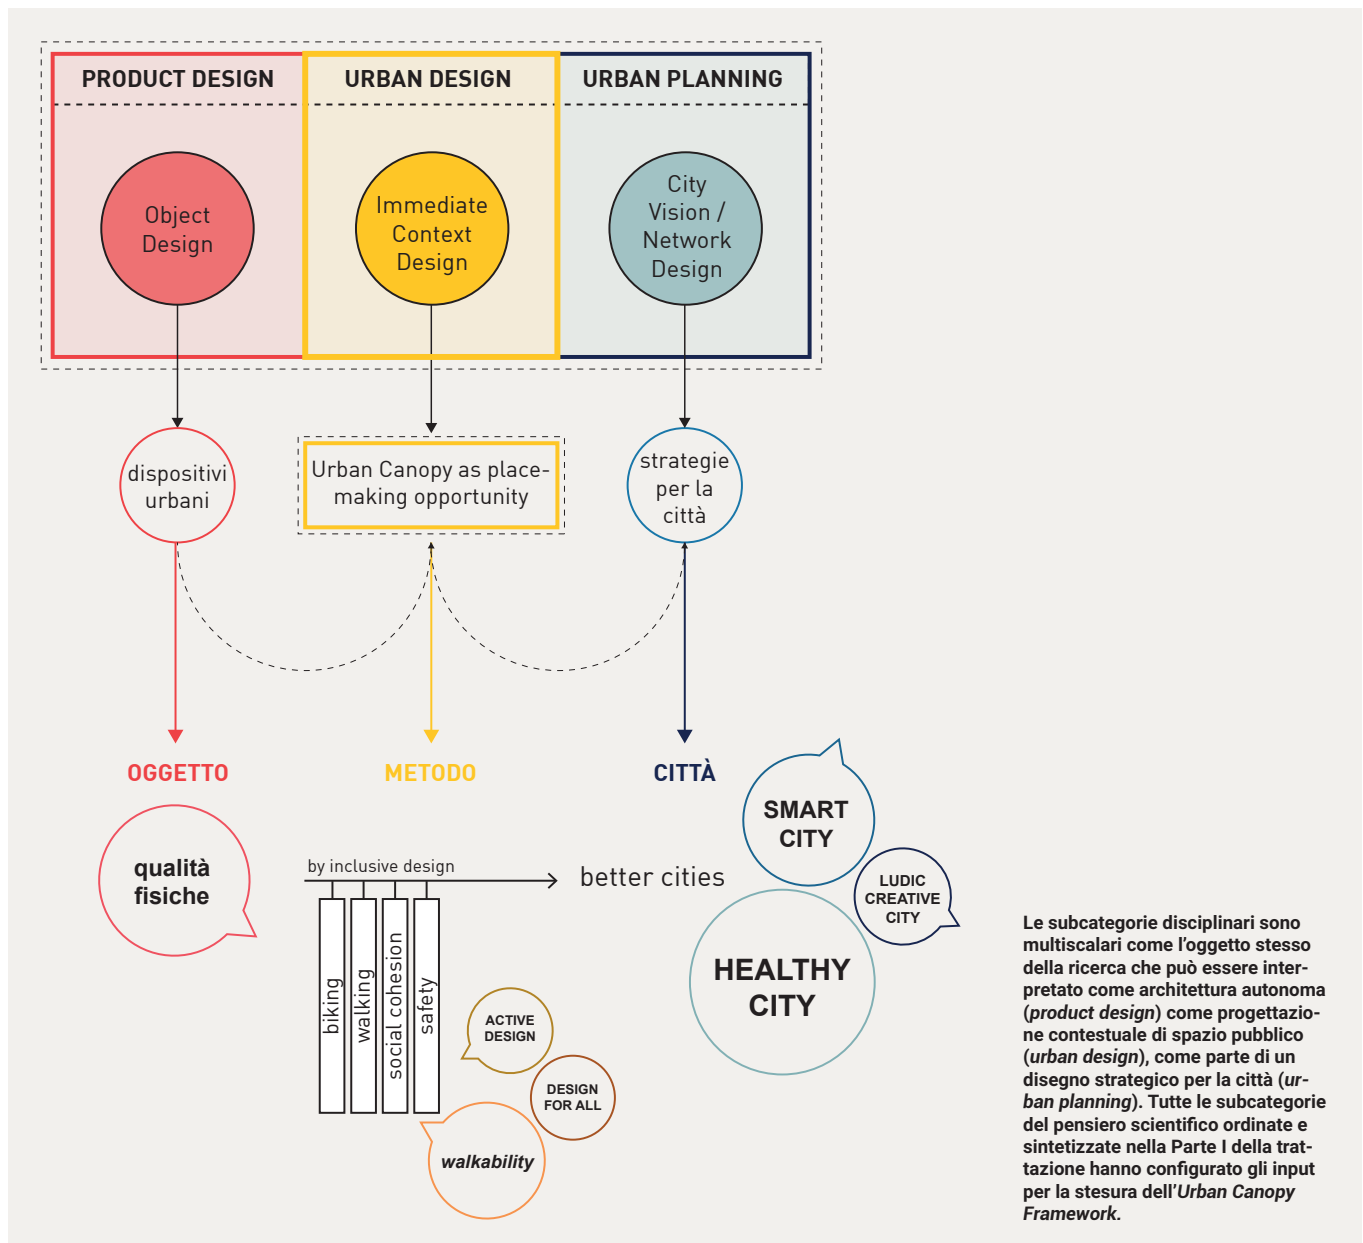 PRODUCT DESIGN
URBAN DESIGN
URBAN PLANNING
Object
Design
Immediate
Context
Design
City
Vision /
Network
Design
dispositivi
urbani
Urban Canopy as place-
making opportunity
strategie
per la
città
OGGETTO
METODO
CITTÀ
qualità
fisiche
by inclusive design
better cities
biking
walking
social cohesion
safety
ACTIVE
DESIGN
DESIGN
FOR ALL
walkability
SMART
CITY
LUDIC
CREATIVE
CITY
HEALTHY
CITY
Le subcategorie disciplinari sono
multiscalari come l’oggetto stesso
della ricerca che può essere inter-
pretato come architettura autonoma
(product design) come progettazio-
ne contestuale di spazio pubblico
(urban design), come parte di un
disegno strategico per la città (ur-
ban planning). Tutte le subcategorie
del pensiero scientifico ordinate e
sintetizzate nella Parte I della trat-
tazione hanno configurato gli input
per la stesura dell’Urban Canopy
Framework.